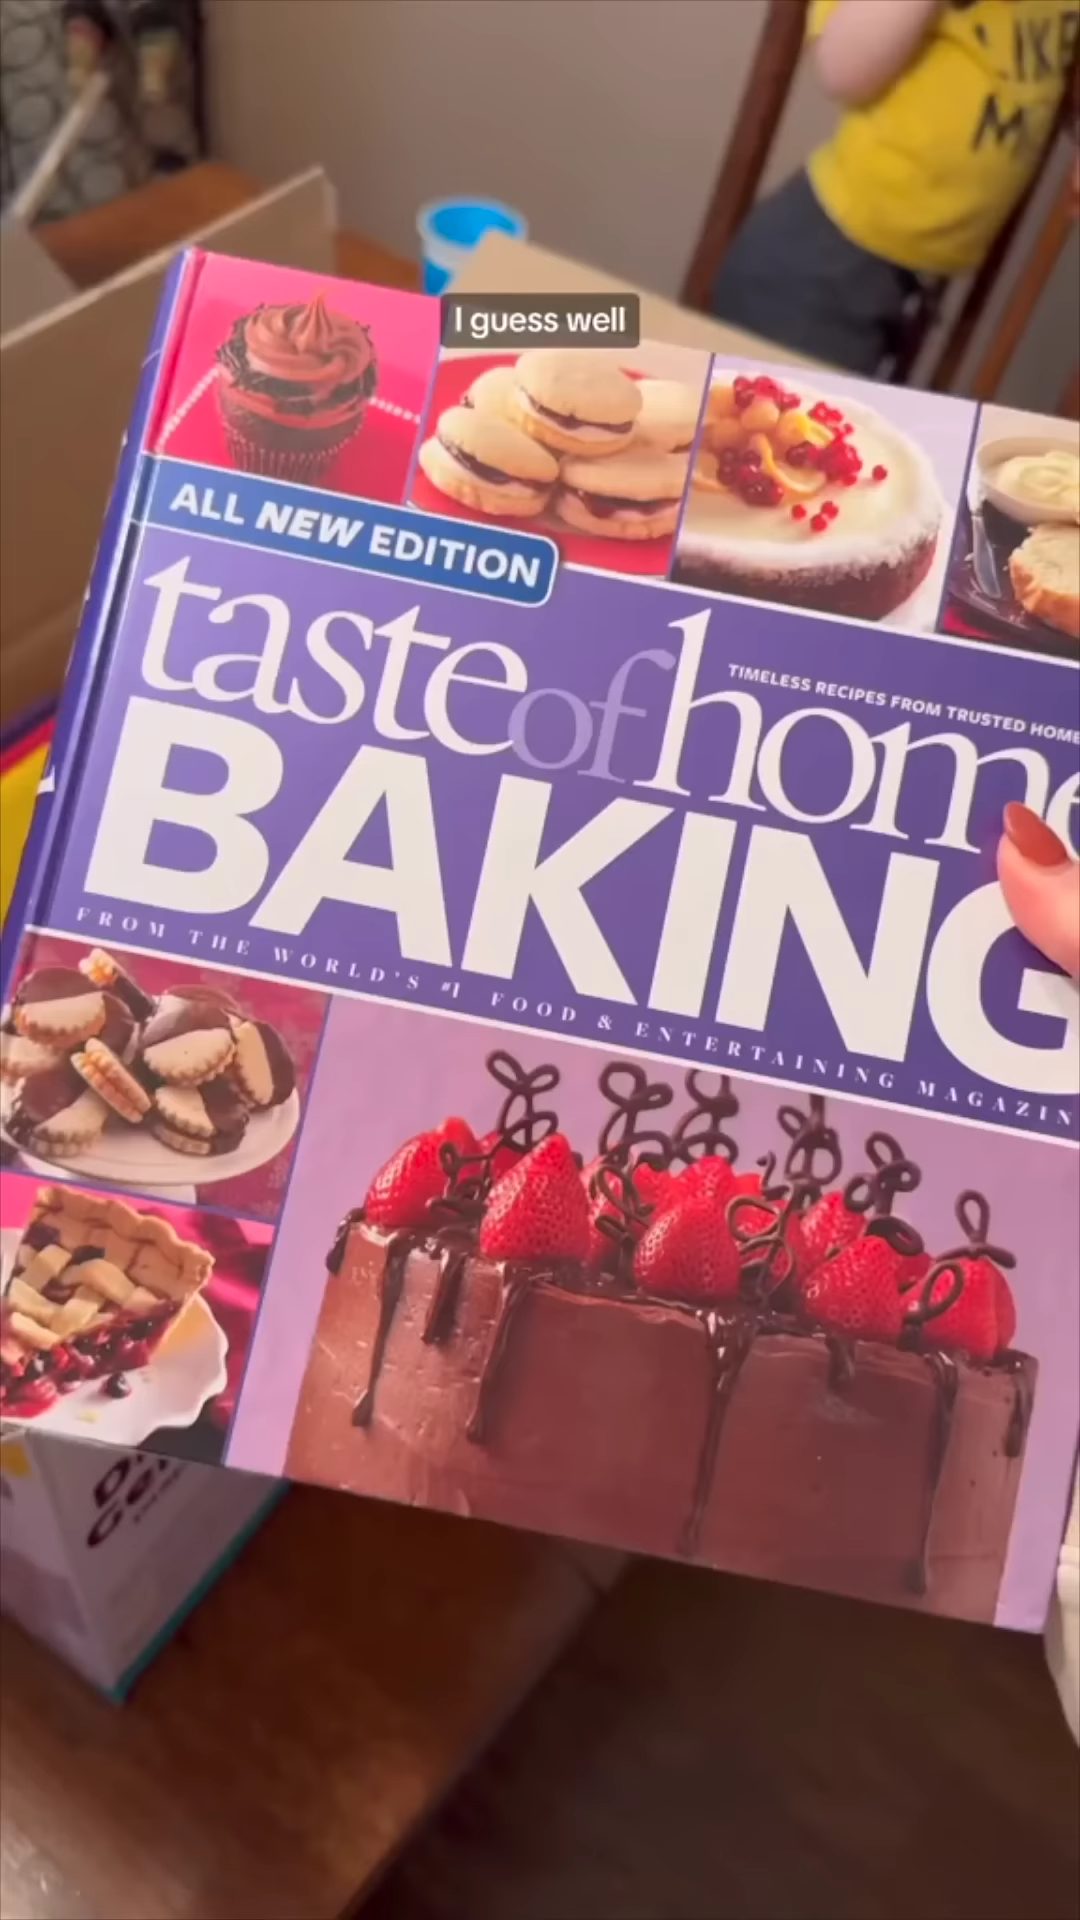 LIKE
I guess well
ALL NEW EDITION
taste of home
TIMELESS RECIPES FROM TRUSTED HOME
BAKING
FROM THE WORLD'S #1 FOOD & ENTERTAINING MAGAZIN